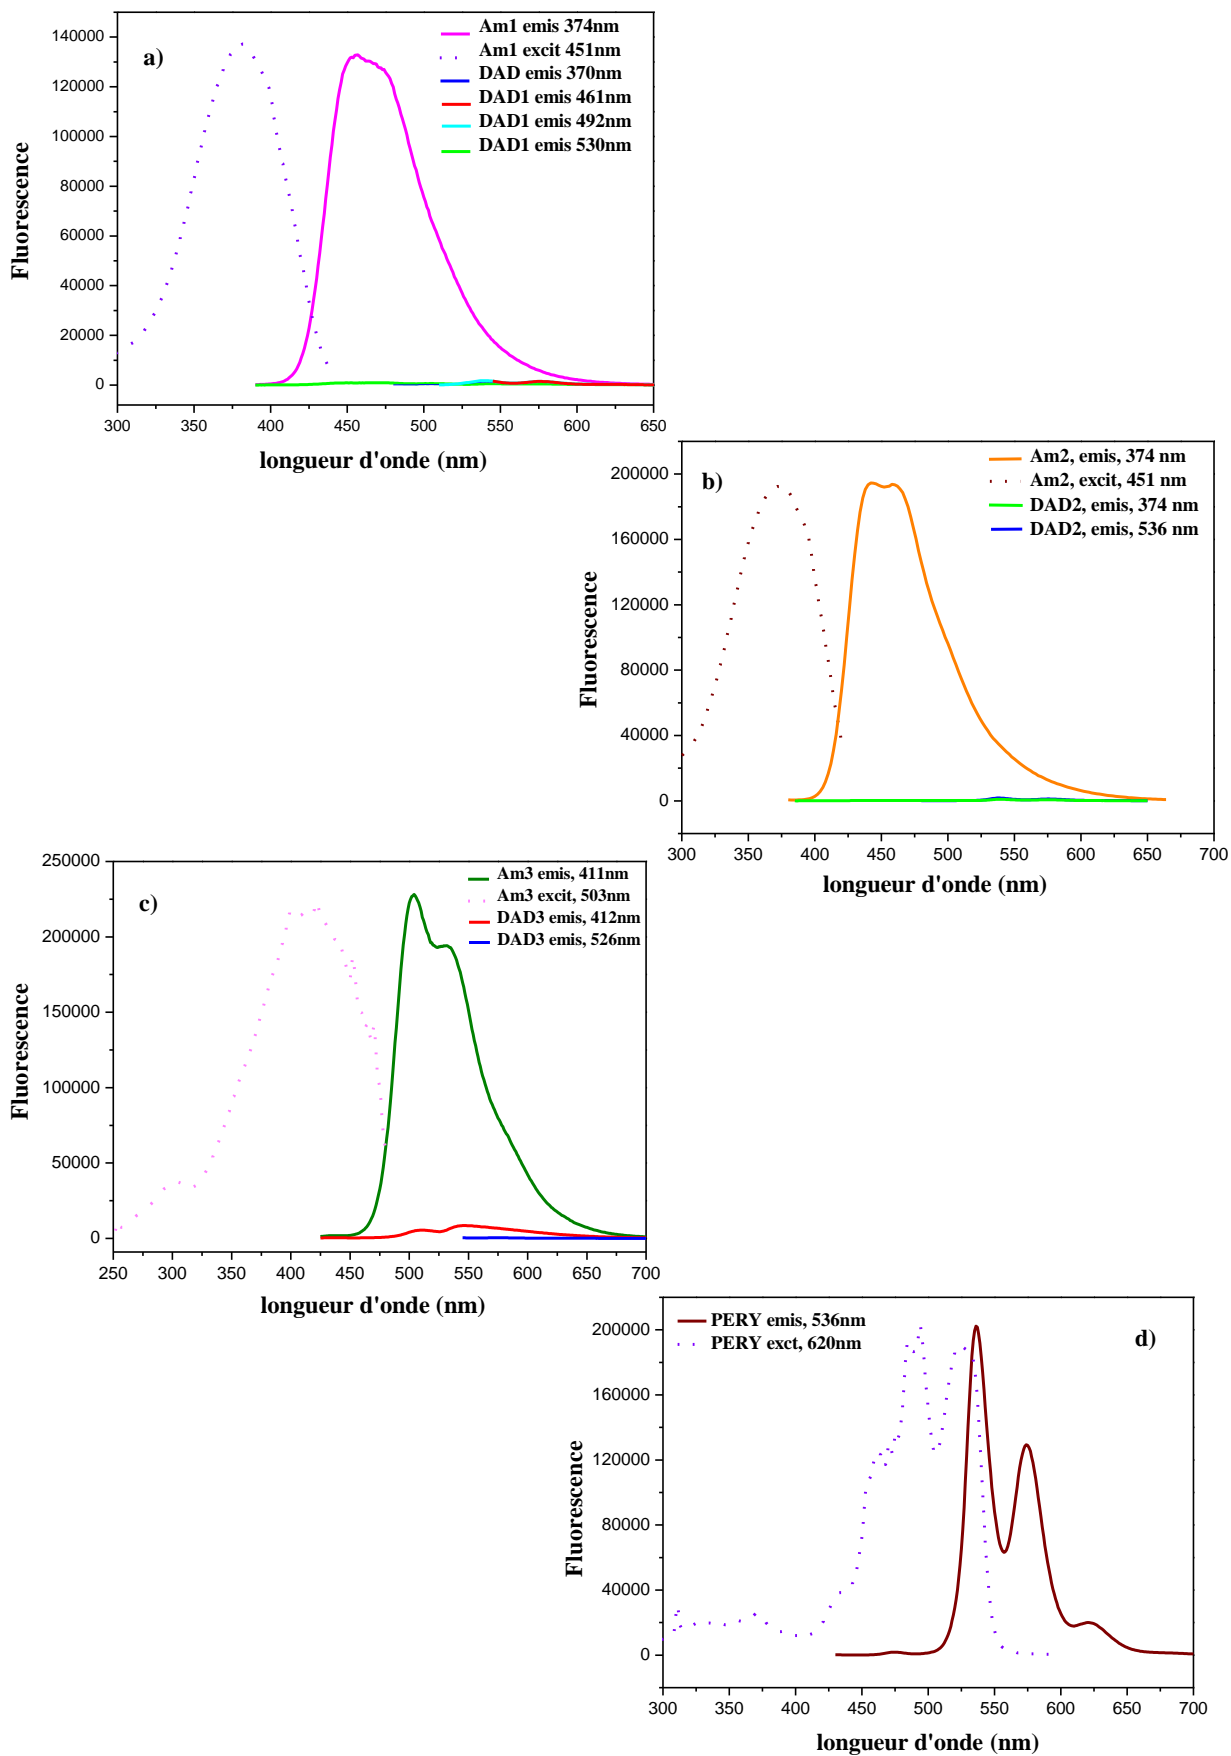 a)
Am1 emis 374nm
Am1 excit 451nm
DAD emis 370nm
DAD1 emis 461nm
DAD1 emis 492nm
DAD1 emis 530nm
Fluorescence
140000
120000
100000
80000
60000
40000
20000
0
300 350 400 450 500 550 600 650
longueur d'onde (nm)
b)
Am2, emis, 374 nm
Am2, excit, 451 nm
DAD2, emis, 374 nm
DAD2, emis, 536 nm
Fluorescence
200000
160000
120000
80000
40000
0
300 350 400 450 500 550 600 650 700
longueur d'onde (nm)
c)
Am3 emis, 411nm
Am3 excit, 503nm
DAD3 emis, 412nm
DAD3 emis, 526nm
Fluorescence
250000
200000
150000
100000
50000
0
250 300 350 400 450 500 550 600 650 700
longueur d'onde (nm)
d)
PERY emis, 536nm
PERY exct, 620nm
Fluorescence
200000
160000
120000
80000
40000
0
300 350 400 450 500 550 600 650 700
longueur d'onde (nm)